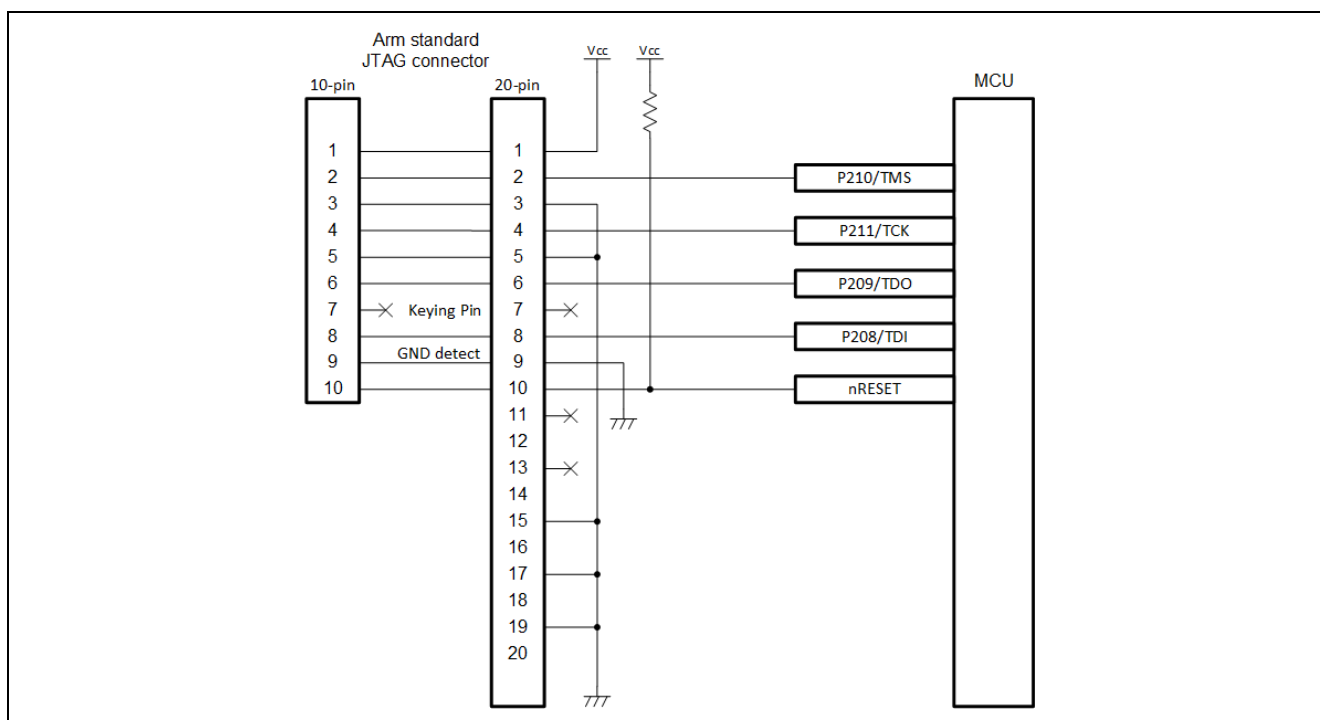 Arm standard
JTAG connector
10-pin
20-pin
Vcc
Vcc
MCU
1
1
2
2
P210/TMS
3
3
4
4
P211/TCK
5
5
6
6
P209/TDO
7
Keying Pin
7
8
8
P208/TDI
9
GND detect
9
10
10
nRESET
11
12
13
14
15
16
17
18
19
20